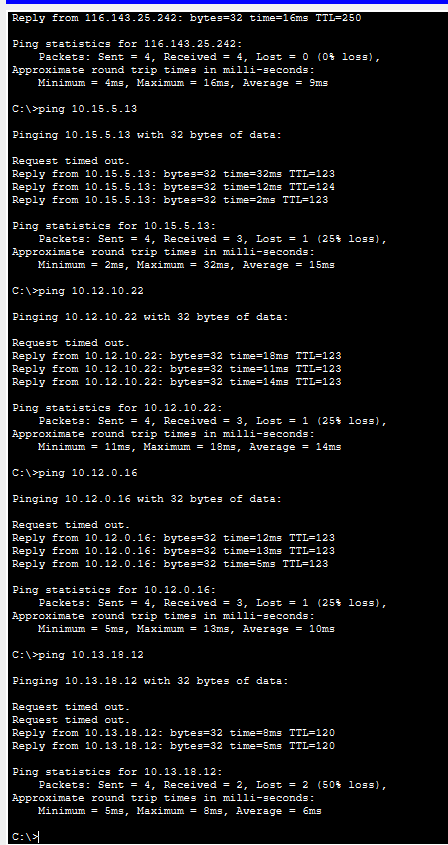 Reply from 116.143.25.242: bytes=32 time=16ms TTL=250
Ping statistics for 116.143.25.242:
    Packets: Sent = 4, Received = 4, Lost = 0 (0% loss),
Approximate round trip times in milli-seconds:
    Minimum = 4ms, Maximum = 16ms, Average = 9ms
C:\>ping 10.15.5.13
Pinging 10.15.5.13 with 32 bytes of data:
Request timed out.
Reply from 10.15.5.13: bytes=32 time=32ms TTL=123
Reply from 10.15.5.13: bytes=32 time=12ms TTL=124
Reply from 10.15.5.13: bytes=32 time=2ms TTL=123
Ping statistics for 10.15.5.13:
    Packets: Sent = 4, Received = 3, Lost = 1 (25% loss),
Approximate round trip times in milli-seconds:
    Minimum = 2ms, Maximum = 32ms, Average = 15ms
C:\>ping 10.12.10.22
Pinging 10.12.10.22 with 32 bytes of data:
Request timed out.
Reply from 10.12.10.22: bytes=32 time=18ms TTL=123
Reply from 10.12.10.22: bytes=32 time=11ms TTL=123
Reply from 10.12.10.22: bytes=32 time=14ms TTL=123
Ping statistics for 10.12.10.22:
    Packets: Sent = 4, Received = 3, Lost = 1 (25% loss),
Approximate round trip times in milli-seconds:
    Minimum = 11ms, Maximum = 18ms, Average = 14ms
C:\>ping 10.12.0.16
Pinging 10.12.0.16 with 32 bytes of data:
Request timed out.
Reply from 10.12.0.16: bytes=32 time=12ms TTL=123
Reply from 10.12.0.16: bytes=32 time=13ms TTL=123
Reply from 10.12.0.16: bytes=32 time=5ms TTL=123
Ping statistics for 10.12.0.16:
    Packets: Sent = 4, Received = 3, Lost = 1 (25% loss),
Approximate round trip times in milli-seconds:
    Minimum = 5ms, Maximum = 13ms, Average = 10ms
C:\>ping 10.13.18.12
Pinging 10.13.18.12 with 32 bytes of data:
Request timed out.
Request timed out.
Reply from 10.13.18.12: bytes=32 time=8ms TTL=120
Reply from 10.13.18.12: bytes=32 time=5ms TTL=120
Ping statistics for 10.13.18.12:
    Packets: Sent = 4, Received = 2, Lost = 2 (50% loss),
Approximate round trip times in milli-seconds:
    Minimum = 5ms, Maximum = 8ms, Average = 6ms
C:\>